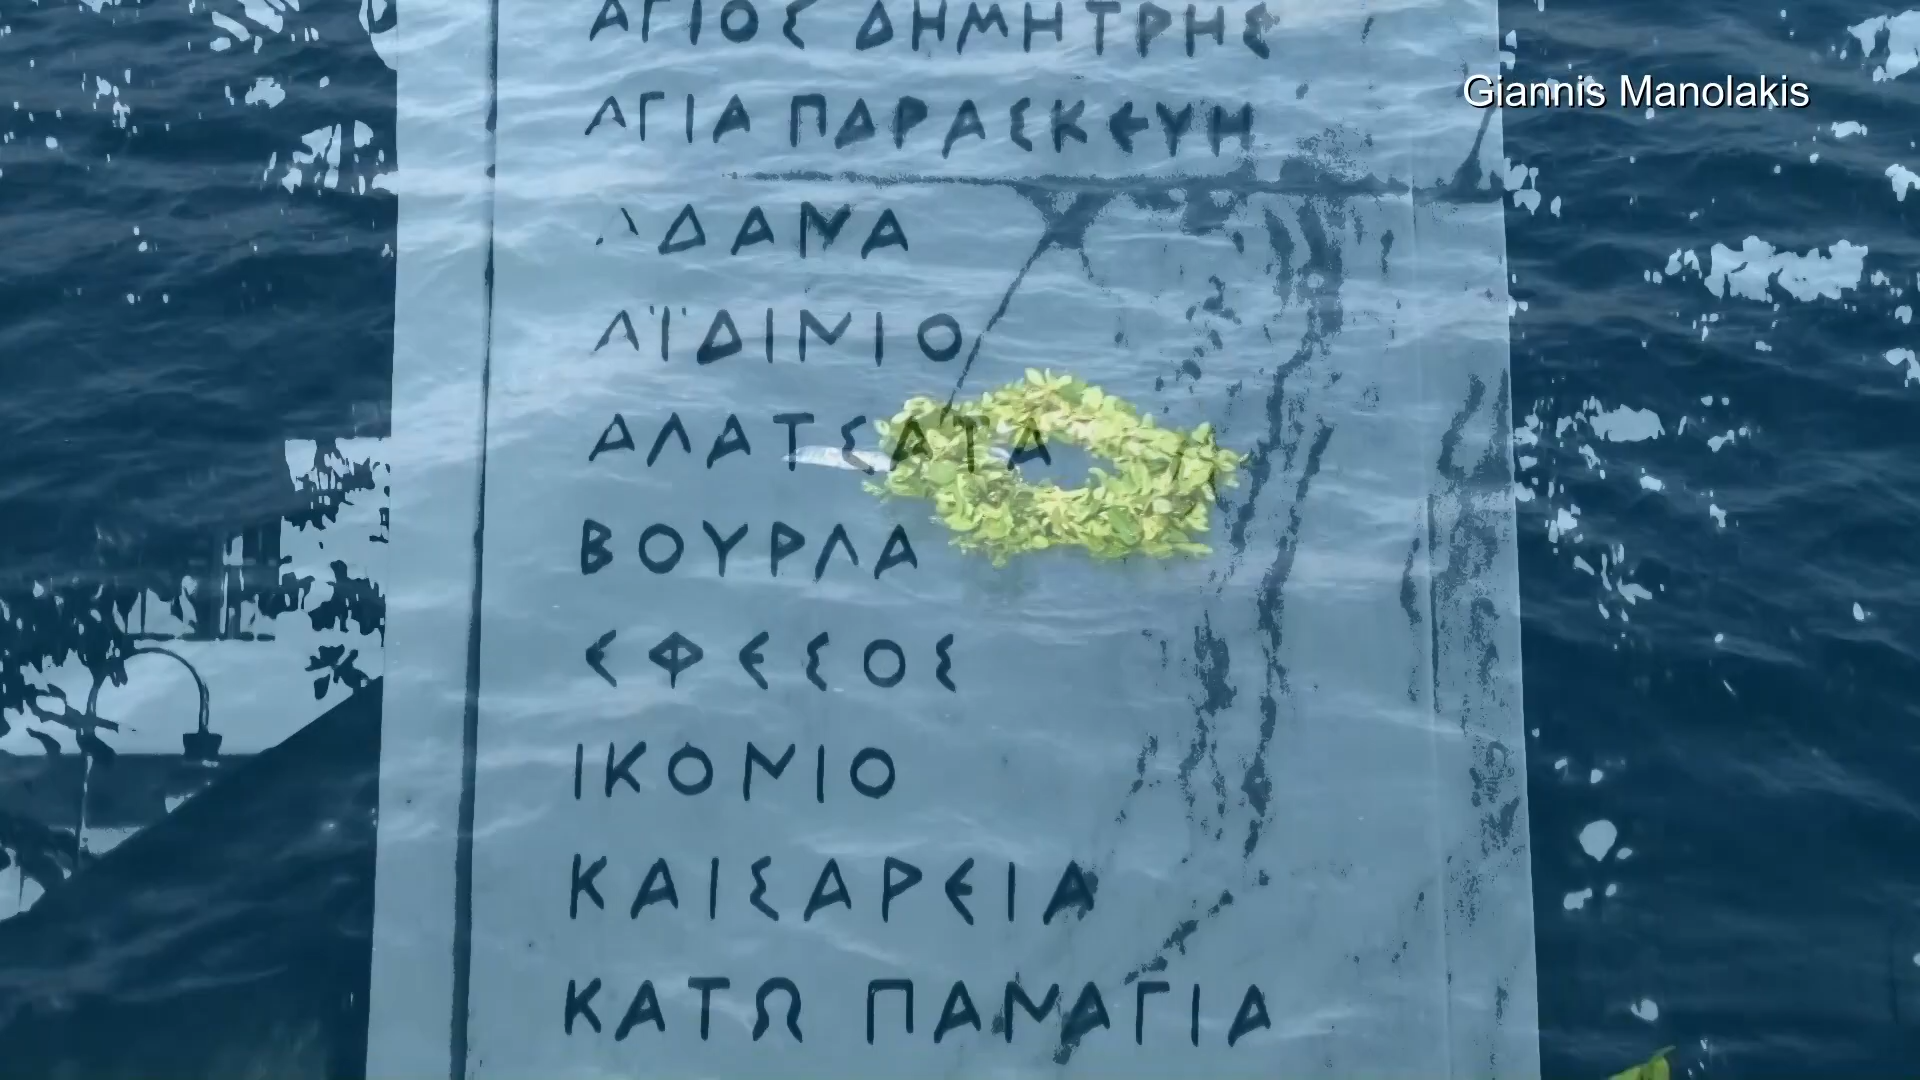 ΑΓΙΟΣ ΔΗΜΗΤΡΗΣ
Giannis Manolakis
ΑΓΙΑ ΠΑΡΑΣΚΕΥΗ
ΑΔΑΝΑ
ΑΪΔΙΝΙΟ
ΑΛΑΤΣΑΤΑ
ΒΟΥΡΛΑ
ΕΦΕΣΟΣ
ΙΚΟΝΙΟ
ΚΑΙΣΑΡΕΙΑ
ΚΑΤΩ ΠΑΝΑΓΙΑ